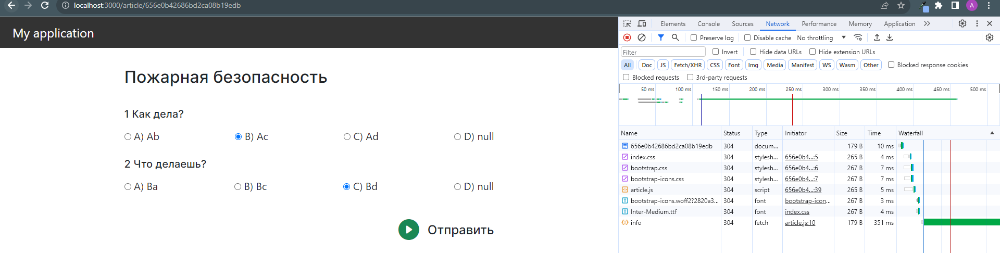 localhost:3000/article/656e0b42686bd2ca08b19edb
A
My application
Пожарная безопасность
1 Как дела?
A) Ab B) Ac C) Ad D) null
2 Что делаешь?
A) Ba B) Bc C) Bd D) null
Отправить
Elements Console Sources Network Performance Memory Application
Preserve log Disable cache No throttling
Filter Invert Hide data URLs Hide extension URLs
All Doc JS Fetch/XHR CSS Font Img Media Manifest WS Wasm Other Blocked response cookies
Blocked requests 3rd-party requests
50 ms 100 ms 150 ms 200 ms 250 ms 300 ms 350 ms 400 ms 450 ms 500 ms
Name Status Type Initiator Size Time Waterfall
656e0b42686bd2ca08b19edb 304 docum... 179 B 10 ms
index.css 304 stylesh... 656e0b4...:5 265 B 4 ms
bootstrap.css 304 stylesh... 656e0b4...:6 267 B 7 ms
bootstrap-icons.css 304 stylesh... 656e0b4...:7 267 B 7 ms
article.js 304 script 656e0b4...:39 265 B 5 ms
bootstrap-icons.woff2?2820a3... 304 font bootstrap-icon... 267 B 3 ms
Inter-Medium.ttf 304 font index.css 267 B 4 ms
info 304 fetch article.js:10 179 B 351 ms